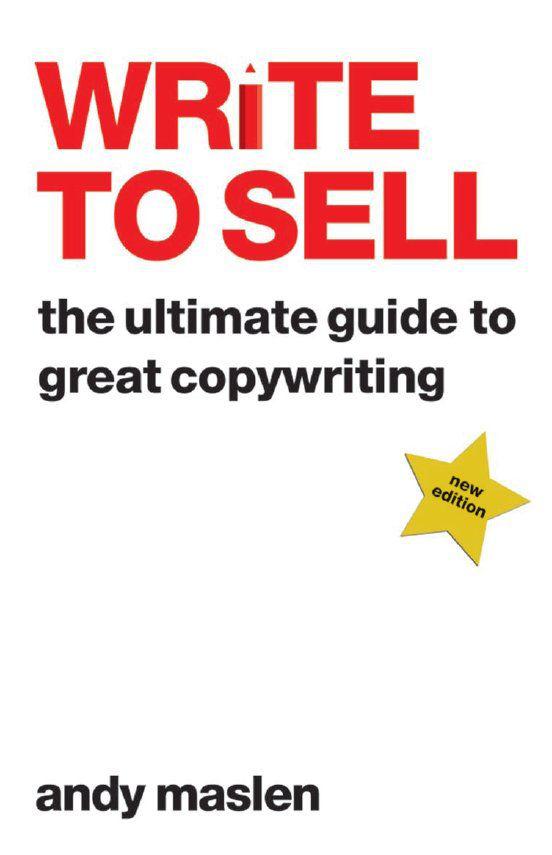 WRiTE
TO SELL
the ultimate guide to
great copywriting
new
edition
andy maslen